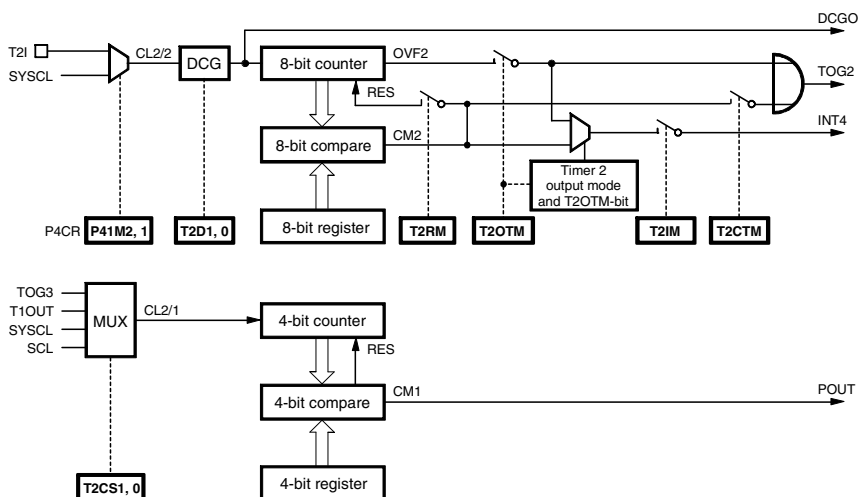 DCGO
T2I
CL2/2
DCG
8-bit counter
OVF2
TOG2
SYSCL
RES
INT4
8-bit compare
CM2
Timer 2
output mode
and T2OTM-bit
P4CR
P41M2, 1
T2D1, 0
8-bit register
T2RM
T2OTM
T2IM
T2CTM
TOG3
T1OUT
SYSCL
SCL
MUX
CL2/1
4-bit counter
RES
4-bit compare
CM1
POUT
T2CS1, 0
4-bit register